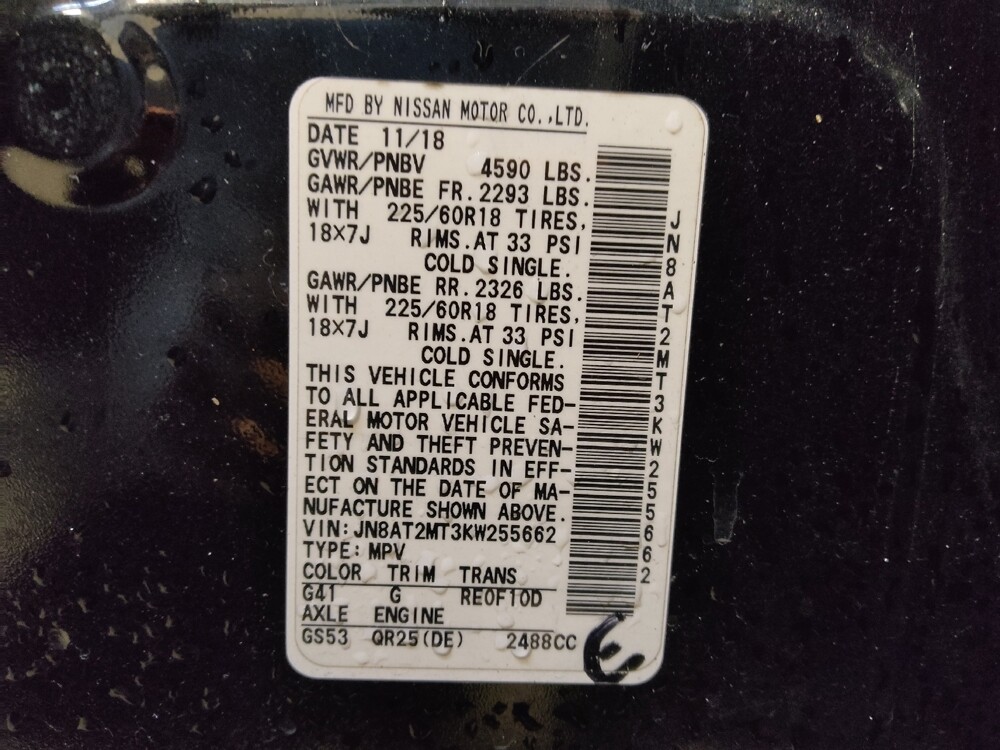 MFD BY NISSAN MOTOR CO.,LTD.
DATE 11/18
GVWR/PNBV 4590 LBS.
GAWR/PNBE FR.2293 LBS.
WITH 225/60R18 TIRES,
18×7J RIMS.AT 33 PSI
COLD SINGLE.
GAWR/PNBE RR.2326 LBS.
WITH 225/60R18 TIRES,
18×7J RIMS.AT 33 PSI
COLD SINGLE.
THIS VEHICLE CONFORMS
TO ALL APPLICABLE FED-
ERAL MOTOR VEHICLE SA-
FETY AND THEFT PREVEN-
TION STANDARDS IN EFF-
ECT ON THE DATE OF MA-
NUFACTURE SHOWN ABOVE.
VIN:JN8AT2MT3KW255662
TYPE:MPV
COLOR TRIM TRANS
G41 G RE0F10D
AXLE ENGINE
GS53 QR25(DE) 2488CC
JN8AT2MT3KW255662